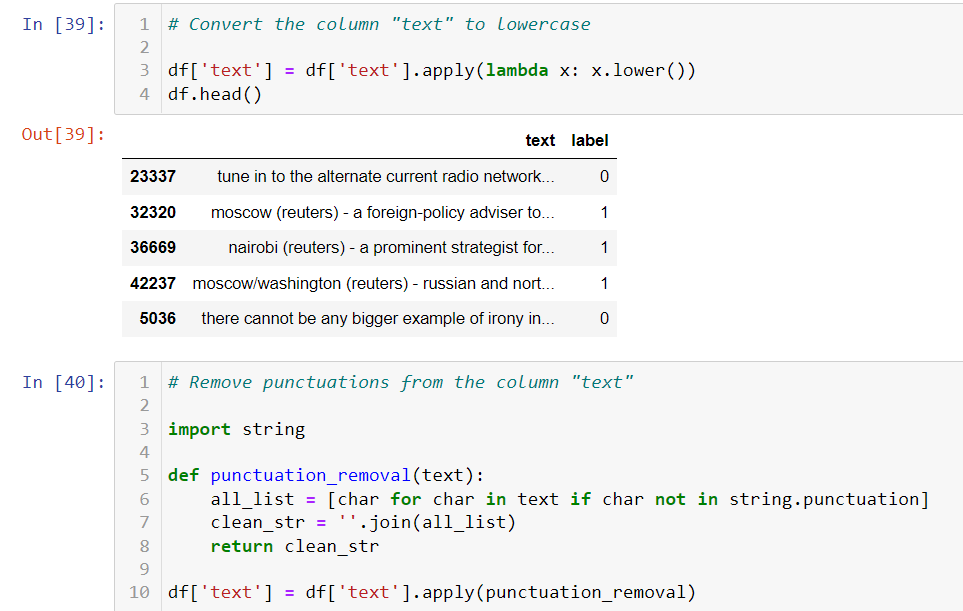 In [39]:
1 # Convert the column "text" to lowercase
2
3 df['text'] = df['text'].apply(lambda x: x.lower())
4 df.head()
Out[39]:
text label
23337 tune in to the alternate current radio network... 0
32320 moscow (reuters) - a foreign-policy adviser to... 1
36669 nairobi (reuters) - a prominent strategist for... 1
42237 moscow/washington (reuters) - russian and nort... 1
5036 there cannot be any bigger example of irony in... 0
In [40]:
1 # Remove punctuations from the column "text"
2
3 import string
4
5 def punctuation_removal(text):
6     all_list = [char for char in text if char not in string.punctuation]
7     clean_str = ''.join(all_list)
8     return clean_str
9
10 df['text'] = df['text'].apply(punctuation_removal)